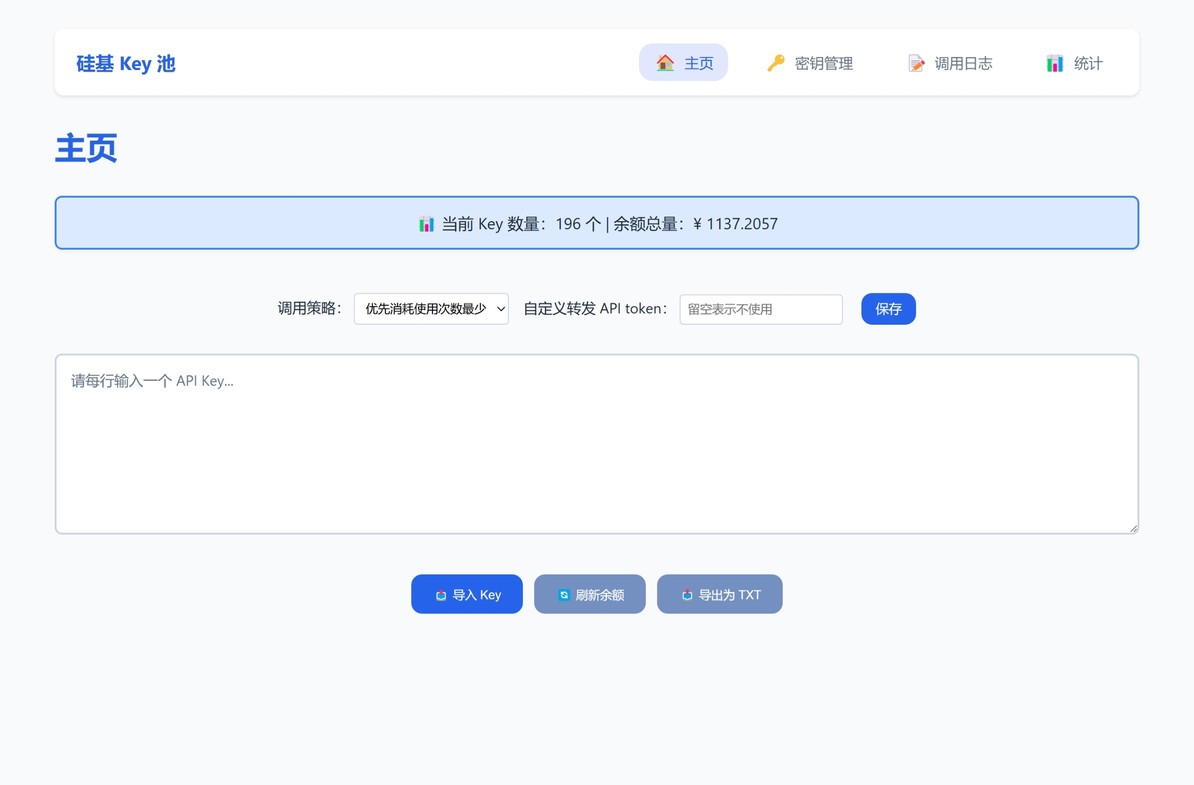 硅基 Key 池
主页
密钥管理
调用日志
统计
主页
当前 Key 数量：196 个 | 余额总量：¥ 1137.2057
调用策略： 优先消耗使用次数最少 自定义转发 API token： 留空表示不使用 保存
请每行输入一个 API Key...
导入 Key
刷新余额
导出为 TXT